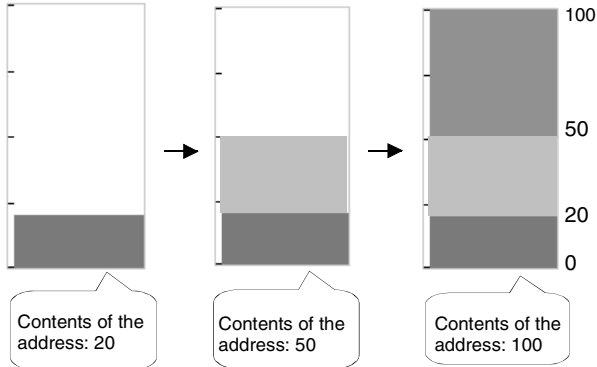 100
50
20
0
Contents of the
address: 20
Contents of the
address: 50
Contents of the
address: 100